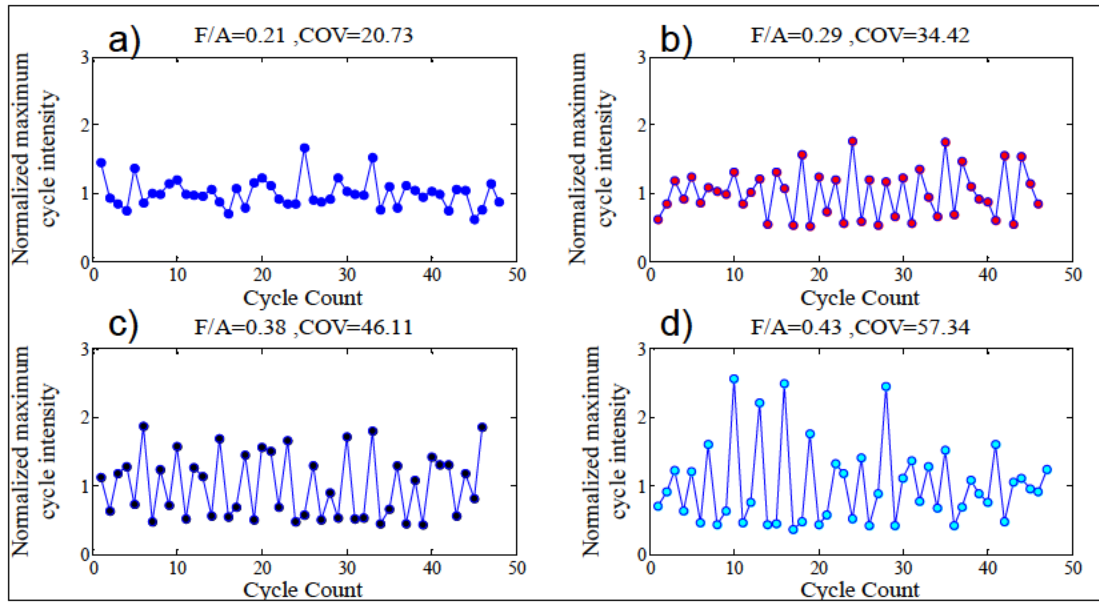 a)
F/A=0.21 ,COV=20.73
Normalized maximum
cycle intensity
3
2
1
0
0 10 20 30 40 50
Cycle Count
b)
F/A=0.29 ,COV=34.42
Normalized maximum
cycle intensity
3
2
1
0
0 10 20 30 40 50
Cycle Count
c)
F/A=0.38 ,COV=46.11
Normalized maximum
cycle intensity
3
2
1
0
0 10 20 30 40 50
Cycle Count
d)
F/A=0.43 ,COV=57.34
Normalized maximum
cycle intensity
3
2
1
0
0 10 20 30 40 50
Cycle Count